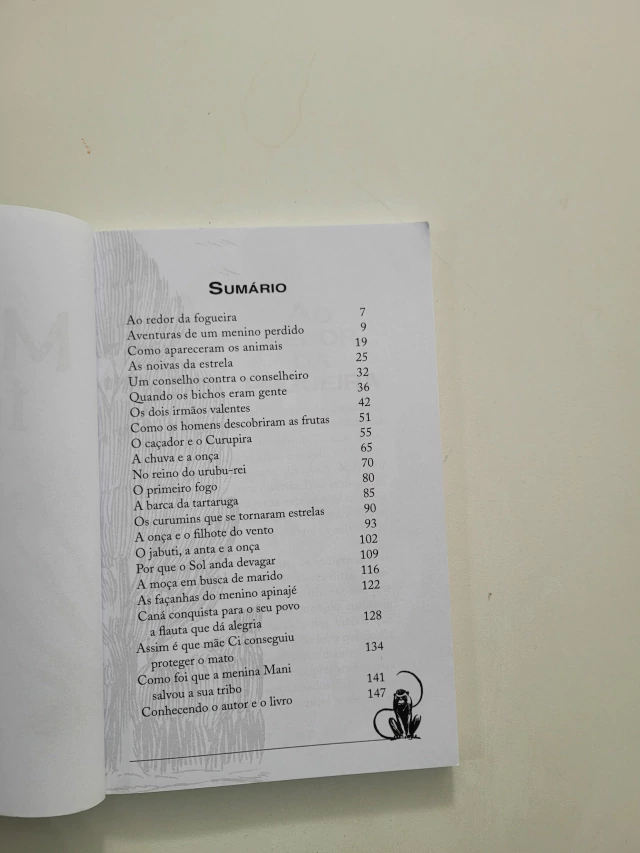 SUMÁRIO
Ao redor da fogueira 7
Aventuras de um menino perdido 9
Como apareceram os animais 19
As noivas da estrela 25
Um conselho contra o conselheiro 32
Quando os bichos eram gente 36
Os dois irmãos valentes 42
Como os homens descobriram as frutas 51
O caçador e o Curupira 55
A chuva e a onça 65
No reino do urubu-rei 70
O primeiro fogo 80
A barca da tartaruga 85
Os curumins que se tornaram estrelas 90
A onça e o filhote do vento 93
O jabuti, a anta e a onça 102
Por que o Sol anda devagar 109
A moça em busca de marido 116
As façanhas do menino apinajé 122
Caná conquista para o seu povo
a flauta que dá alegria 128
Assim é que mãe Ci conseguiu
proteger o mato 134
Como foi que a menina Mani
salvou a sua tribo 141
Conhecendo o autor e o livro 147